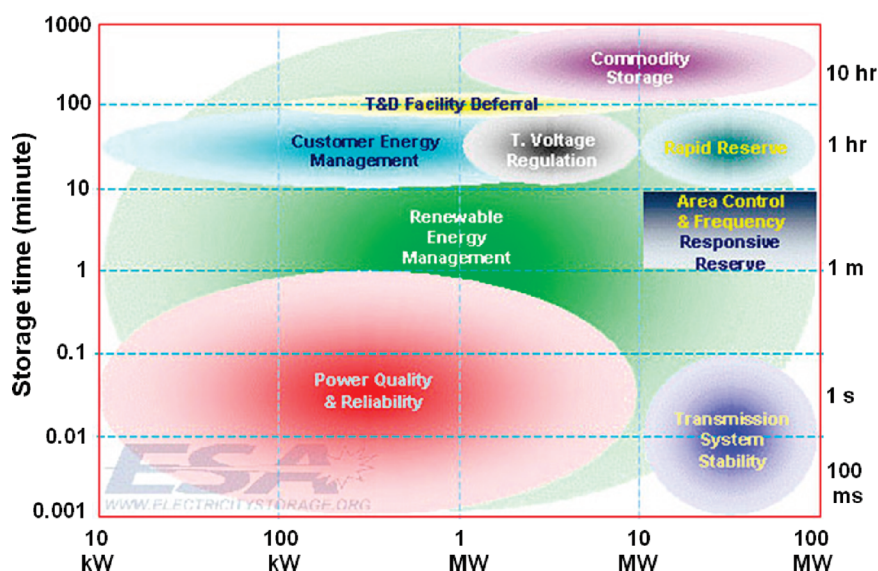 1000
100
10
1
0.1
0.01
0.001
Storage time (minute)
Commodity
Storage
T&D Facility Deferral
Customer Energy
Management
T. Voltage
Regulation
Rapid Reserve
Renewable
Energy
Management
Area Control
& Frequency
Responsive
Reserve
Power Quality
& Reliability
Transmission
System
Stability
ESA
WWW.ELECTRICITYSTORAGE.ORG
10 hr
1 hr
1 m
1 s
100
ms
10
kW
100
kW
1
MW
10
MW
100
MW